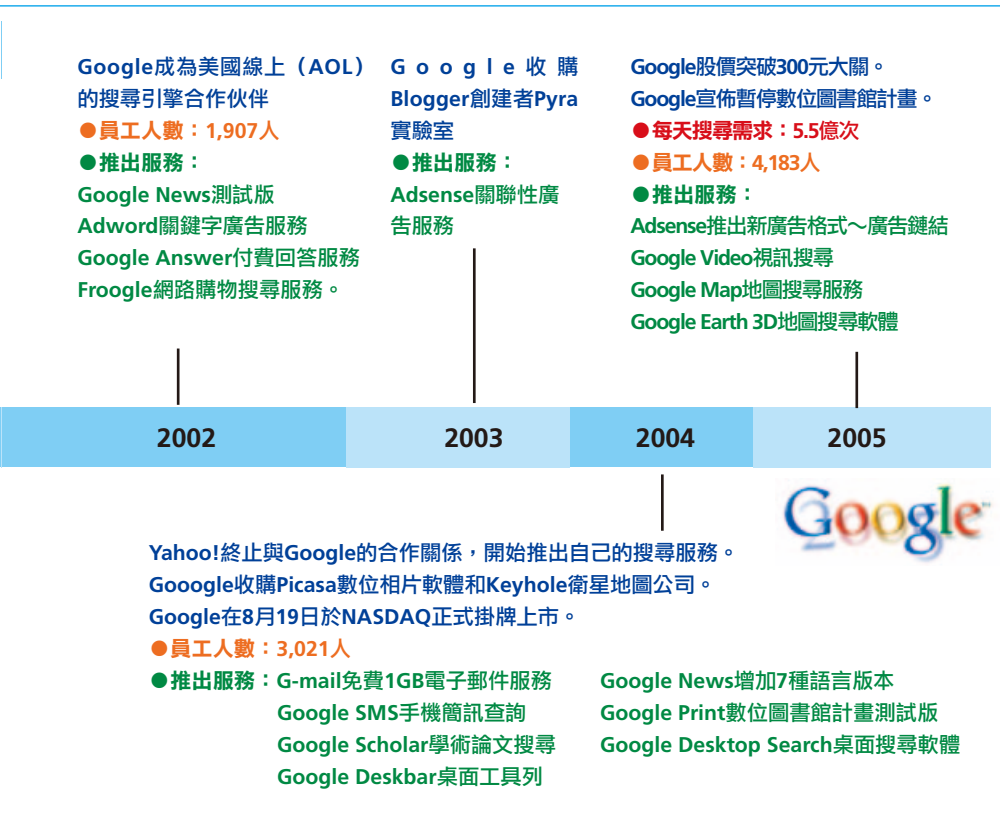 Google成為美國線上（AOL）
的搜尋引擎合作伙伴
●員工人數：1,907人
●推出服務：
Google News測試版
Adword關鍵字廣告服務
Google Answer付費回答服務
Froogle網路購物搜尋服務。
Google收購
Blogger創建者Pyra
實驗室
●推出服務：
Adsense關聯性廣
告服務
Google股價突破300元大關。
Google宣佈暫停數位圖書館計畫。
●每天搜尋需求：5.5億次
●員工人數：4,183人
●推出服務：
Adsense推出新廣告格式～廣告鏈結
Google Video視訊搜尋
Google Map地圖搜尋服務
Google Earth 3D地圖搜尋軟體
2002
2003
2004
2005
Google™
Yahoo!終止與Google的合作關係，開始推出自己的搜尋服務。
Gooogle收購Picasa數位相片軟體和Keyhole衛星地圖公司。
Google在8月19日於NASDAQ正式掛牌上市。
●員工人數：3,021人
●推出服務：G-mail免費1GB電子郵件服務
Google SMS手機簡訊查詢
Google Scholar學術論文搜尋
Google Deskbar桌面工具列
Google News增加7種語言版本
Google Print數位圖書館計畫測試版
Google Desktop Search桌面搜尋軟體